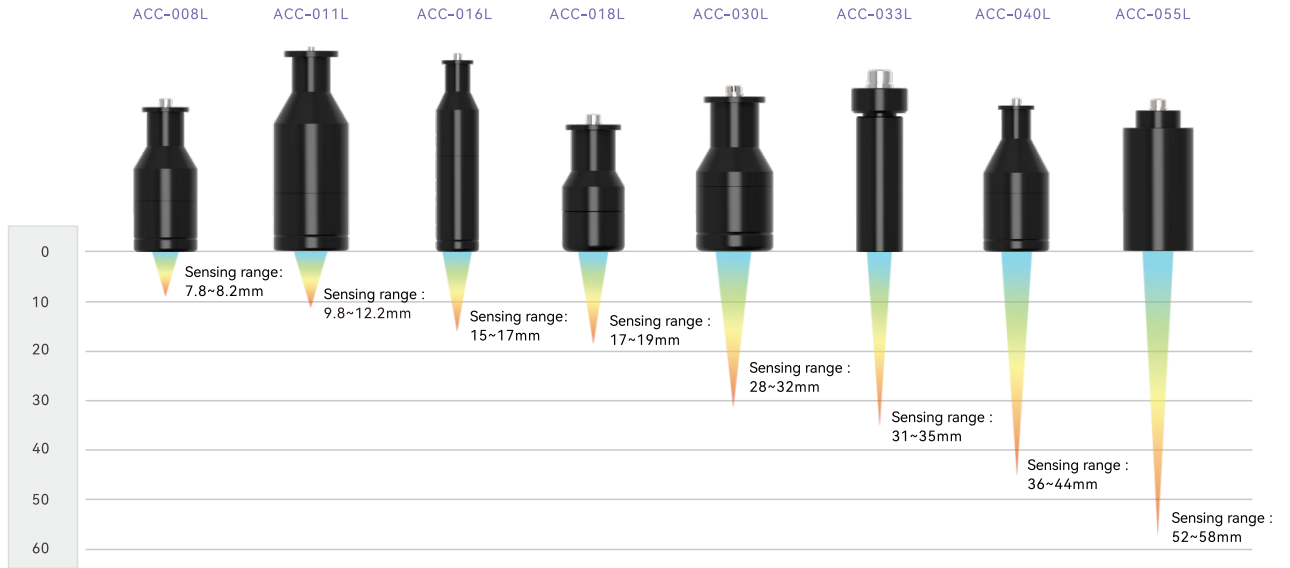 ACC-008L
ACC-011L
ACC-016L
ACC-018L
ACC-030L
ACC-033L
ACC-040L
ACC-055L
0
10
20
30
40
50
60
Sensing range:
7.8~8.2mm
Sensing range :
9.8~12.2mm
Sensing range:
15~17mm
Sensing range :
17~19mm
Sensing range :
28~32mm
Sensing range :
31~35mm
Sensing range :
36~44mm
Sensing range :
52~58mm